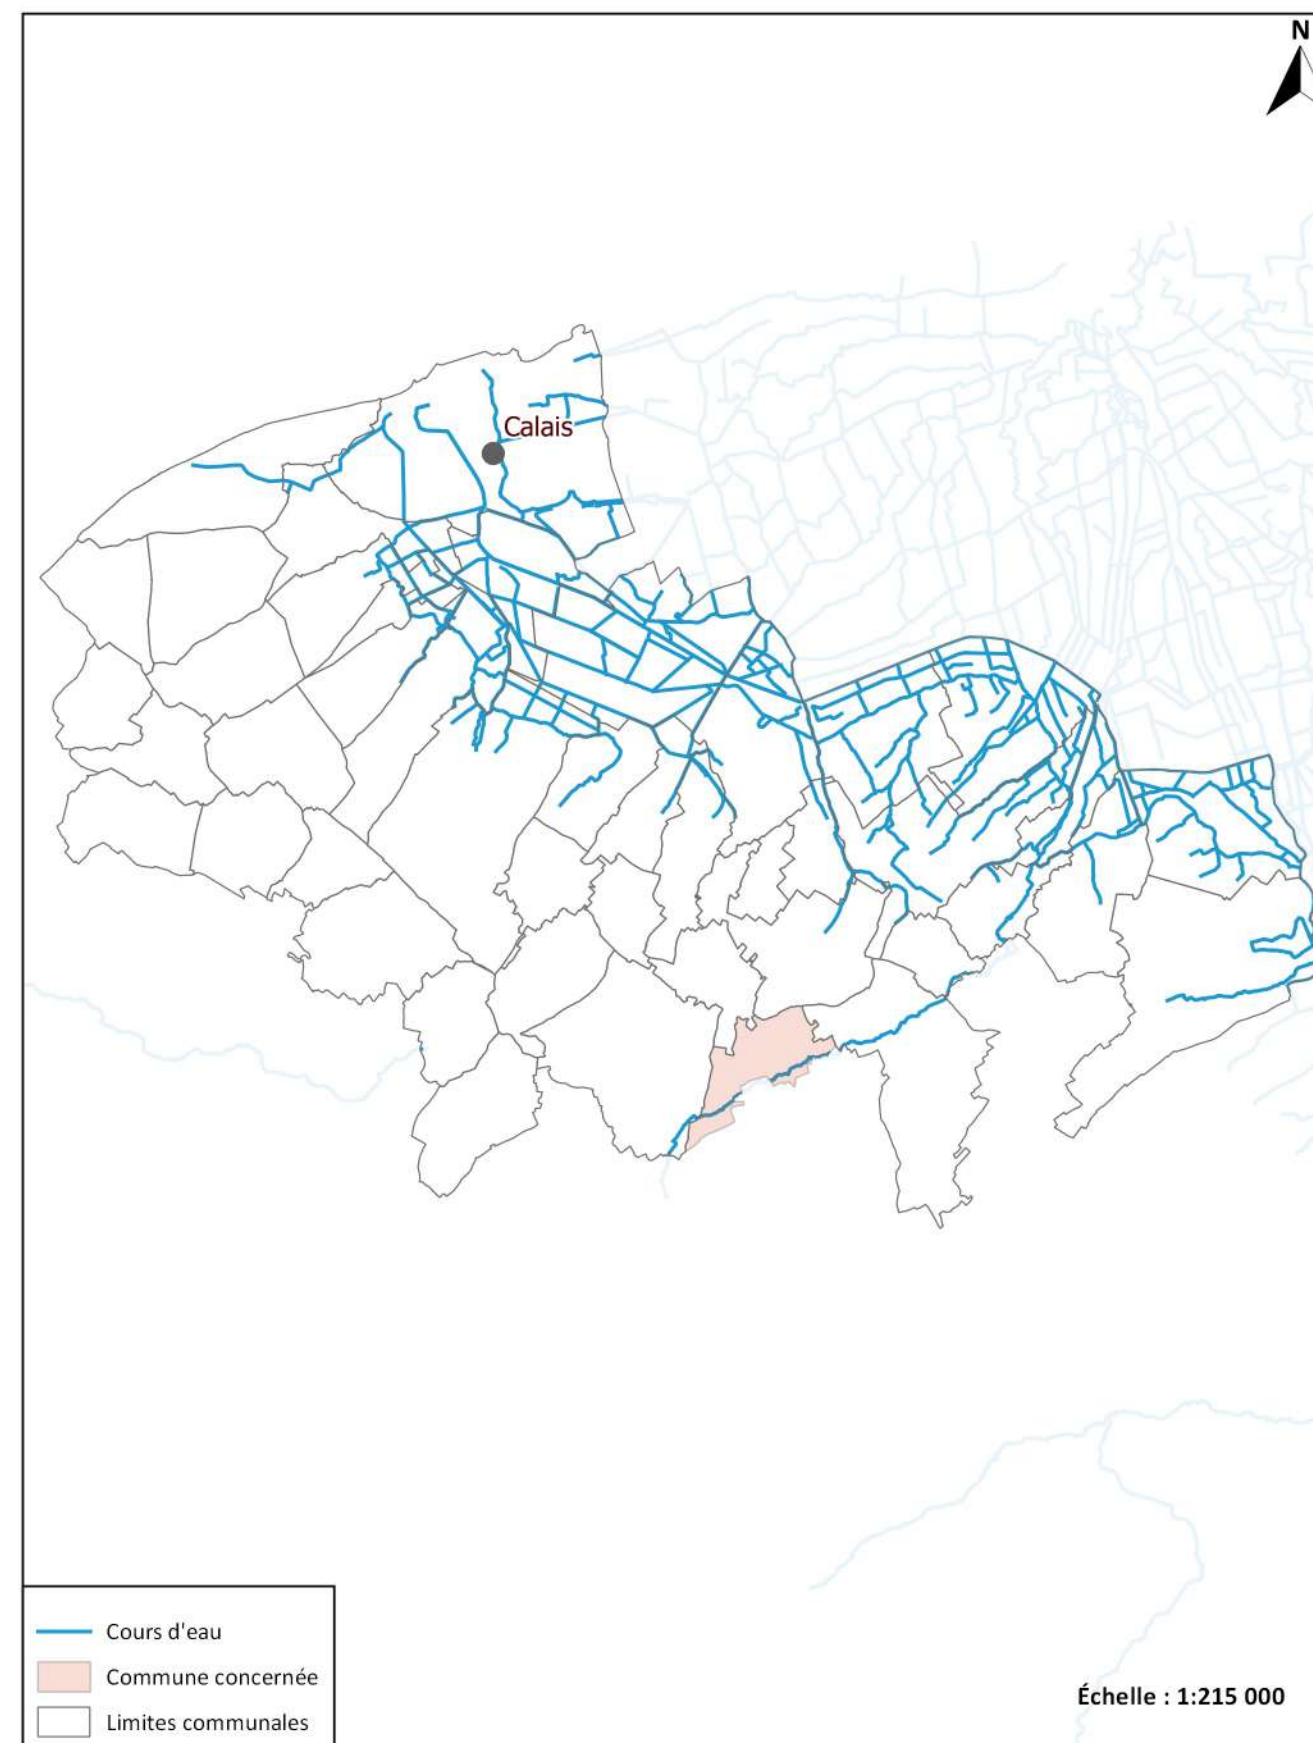 N
Calais
Cours d'eau
Commune concernée
Limites communales
Échelle : 1:215 000